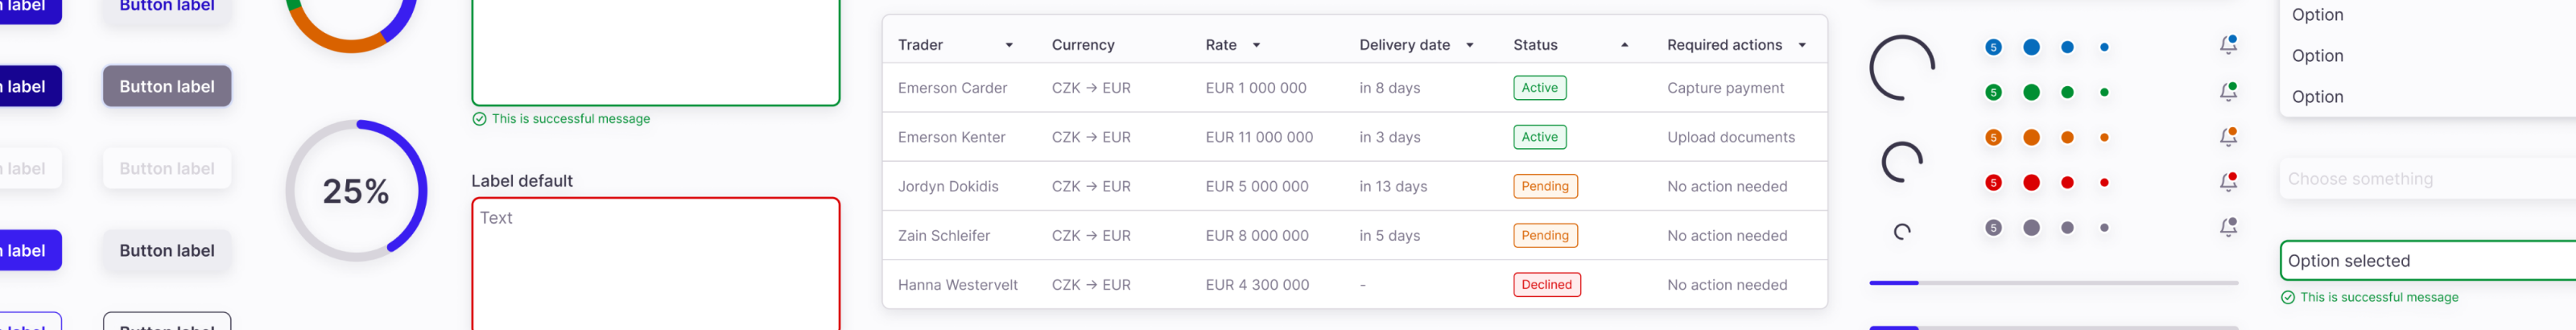 n label
Button label
n label
Button label
n label
Button label
n label
Button label
Button label
25%
This is successful message
Label default
Text
Trader Currency Rate Delivery date Status Required actions
Emerson Carder CZK → EUR EUR 1 000 000 in 8 days Active Capture payment
Emerson Kenter CZK → EUR EUR 11 000 000 in 3 days Active Upload documents
Jordyn Dokidis CZK → EUR EUR 5 000 000 in 13 days Pending No action needed
Zain Schleifer CZK → EUR EUR 8 000 000 in 5 days Pending No action needed
Hanna Westervelt CZK → EUR EUR 4 300 000 - Declined No action needed
5
5
5
5
5
Option
Option
Option
Choose something
Option selected
This is successful message